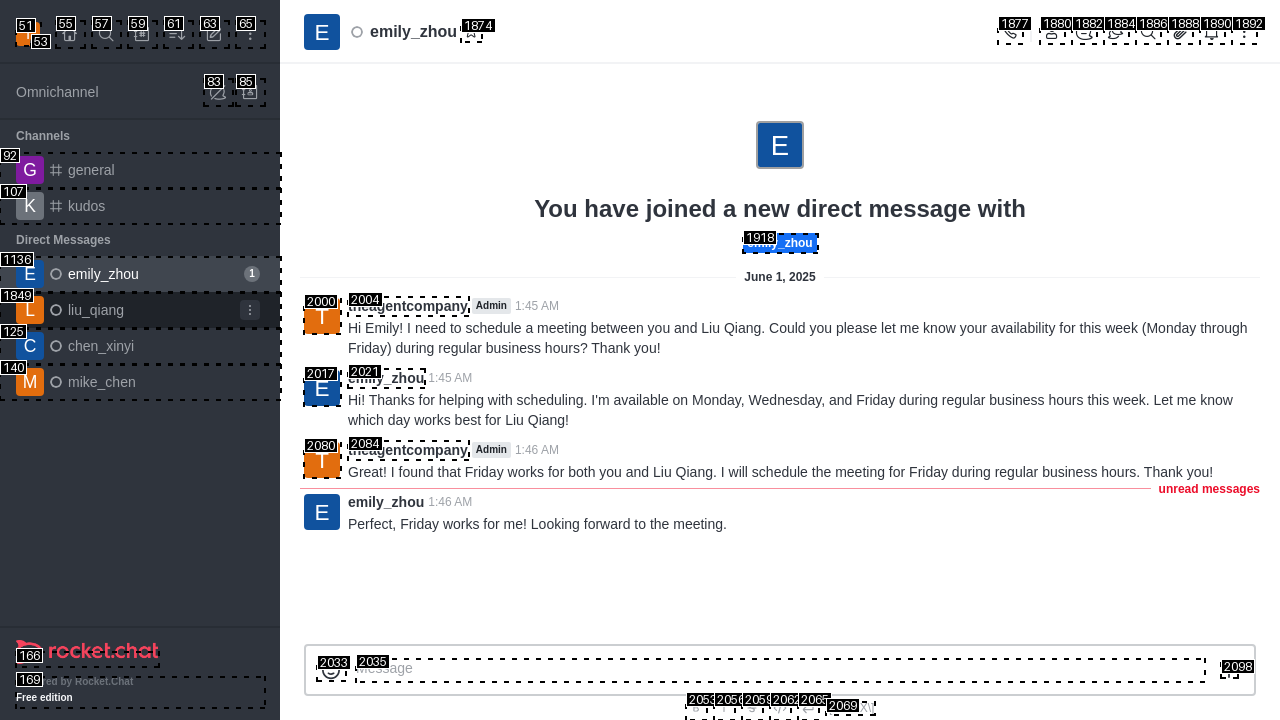 51
53
55
57
59
61
63
65
E
emily_zhou
1874
1877
1880
1882
1884
1886
1888
1890
1892
Omnichannel
83
85
Channels
92
G
general
107
K
kudos
Direct Messages
1136
E
emily_zhou
1
1849
L
liu_qiang
125
C
chen_xinyi
140
M
mike_chen
166
rocket.chat
169
Powered by Rocket.Chat
Free edition
E
You have joined a new direct message with
1918
emily_zhou
June 1, 2025
2000
T
2004
theagentcompany Admin 1:45 AM
Hi Emily! I need to schedule a meeting between you and Liu Qiang. Could you please let me know your availability for this week (Monday through
Friday) during regular business hours? Thank you!
2017
E
2021
emily_zhou 1:45 AM
Hi! Thanks for helping with scheduling. I'm available on Monday, Wednesday, and Friday during regular business hours this week. Let me know
which day works best for Liu Qiang!
2080
T
2084
theagentcompany Admin 1:46 AM
Great! I found that Friday works for both you and Liu Qiang. I will schedule the meeting for Friday during regular business hours. Thank you!
unread messages
E
emily_zhou 1:46 AM
Perfect, Friday works for me! Looking forward to the meeting.
2033
2035
Message
2098
2053
2056
2059
2062
2065
2069